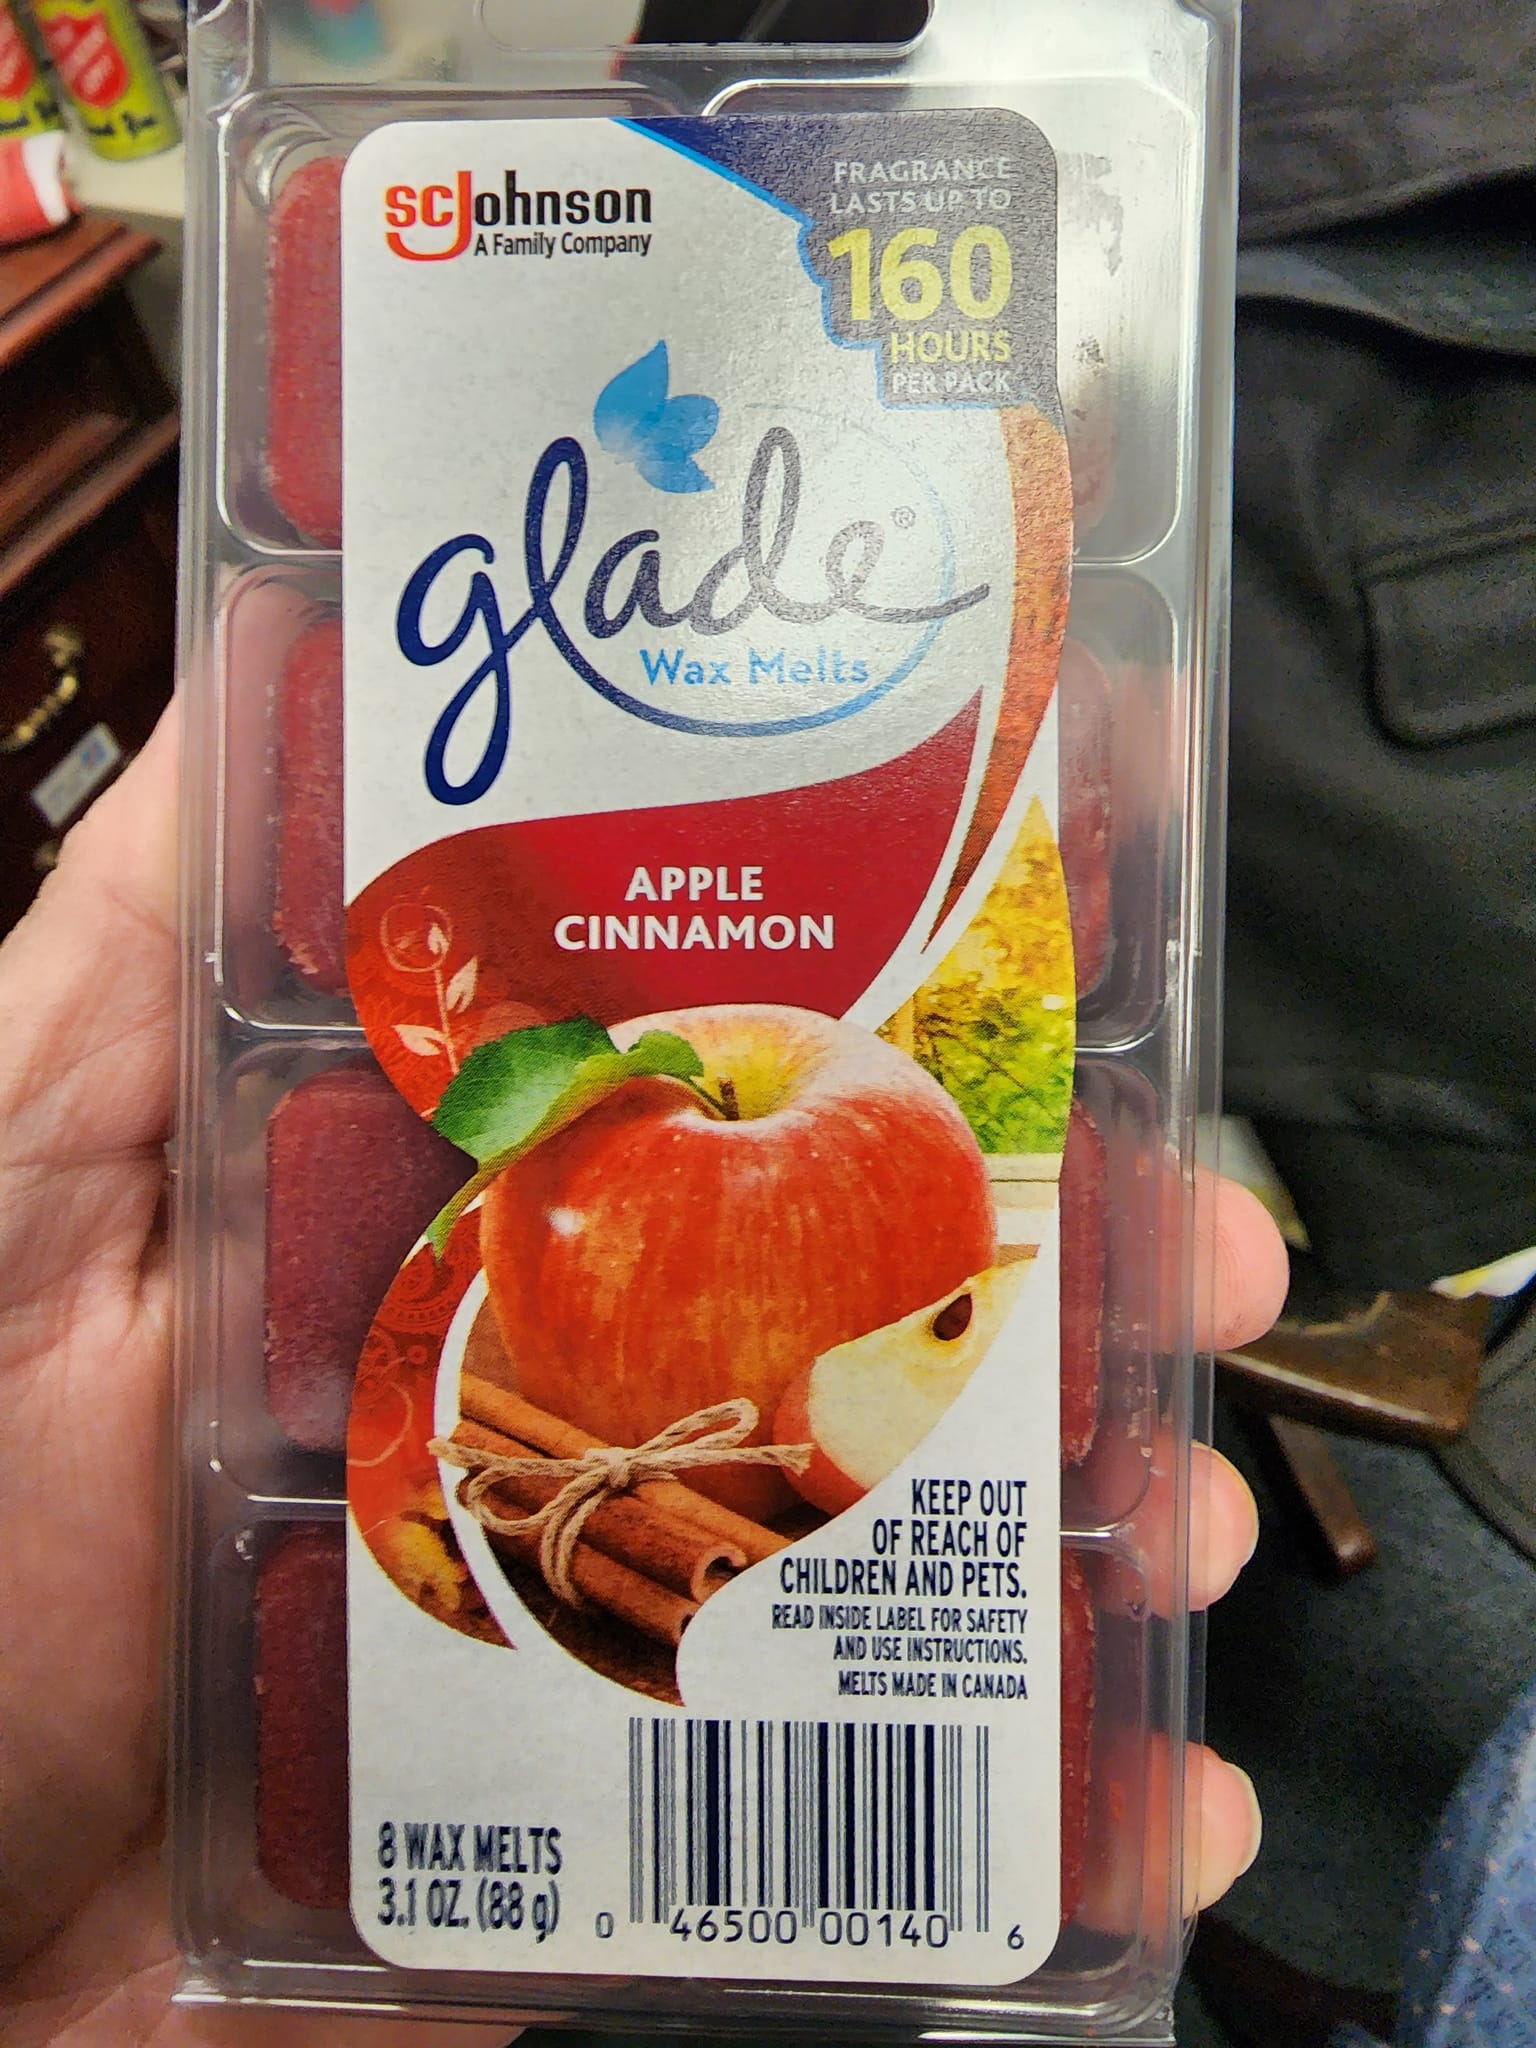 scJohnson
A Family Company
FRAGRANCE
LASTS UP TO
160
HOURS
PER PACK
glade®
Wax Melts
APPLE
CINNAMON
KEEP OUT
OF REACH OF
CHILDREN AND PETS.
READ INSIDE LABEL FOR SAFETY
AND USE INSTRUCTIONS.
MELTS MADE IN CANADA
8 WAX MELTS
3.1 OZ. (88 g)
0 46500 00140 6